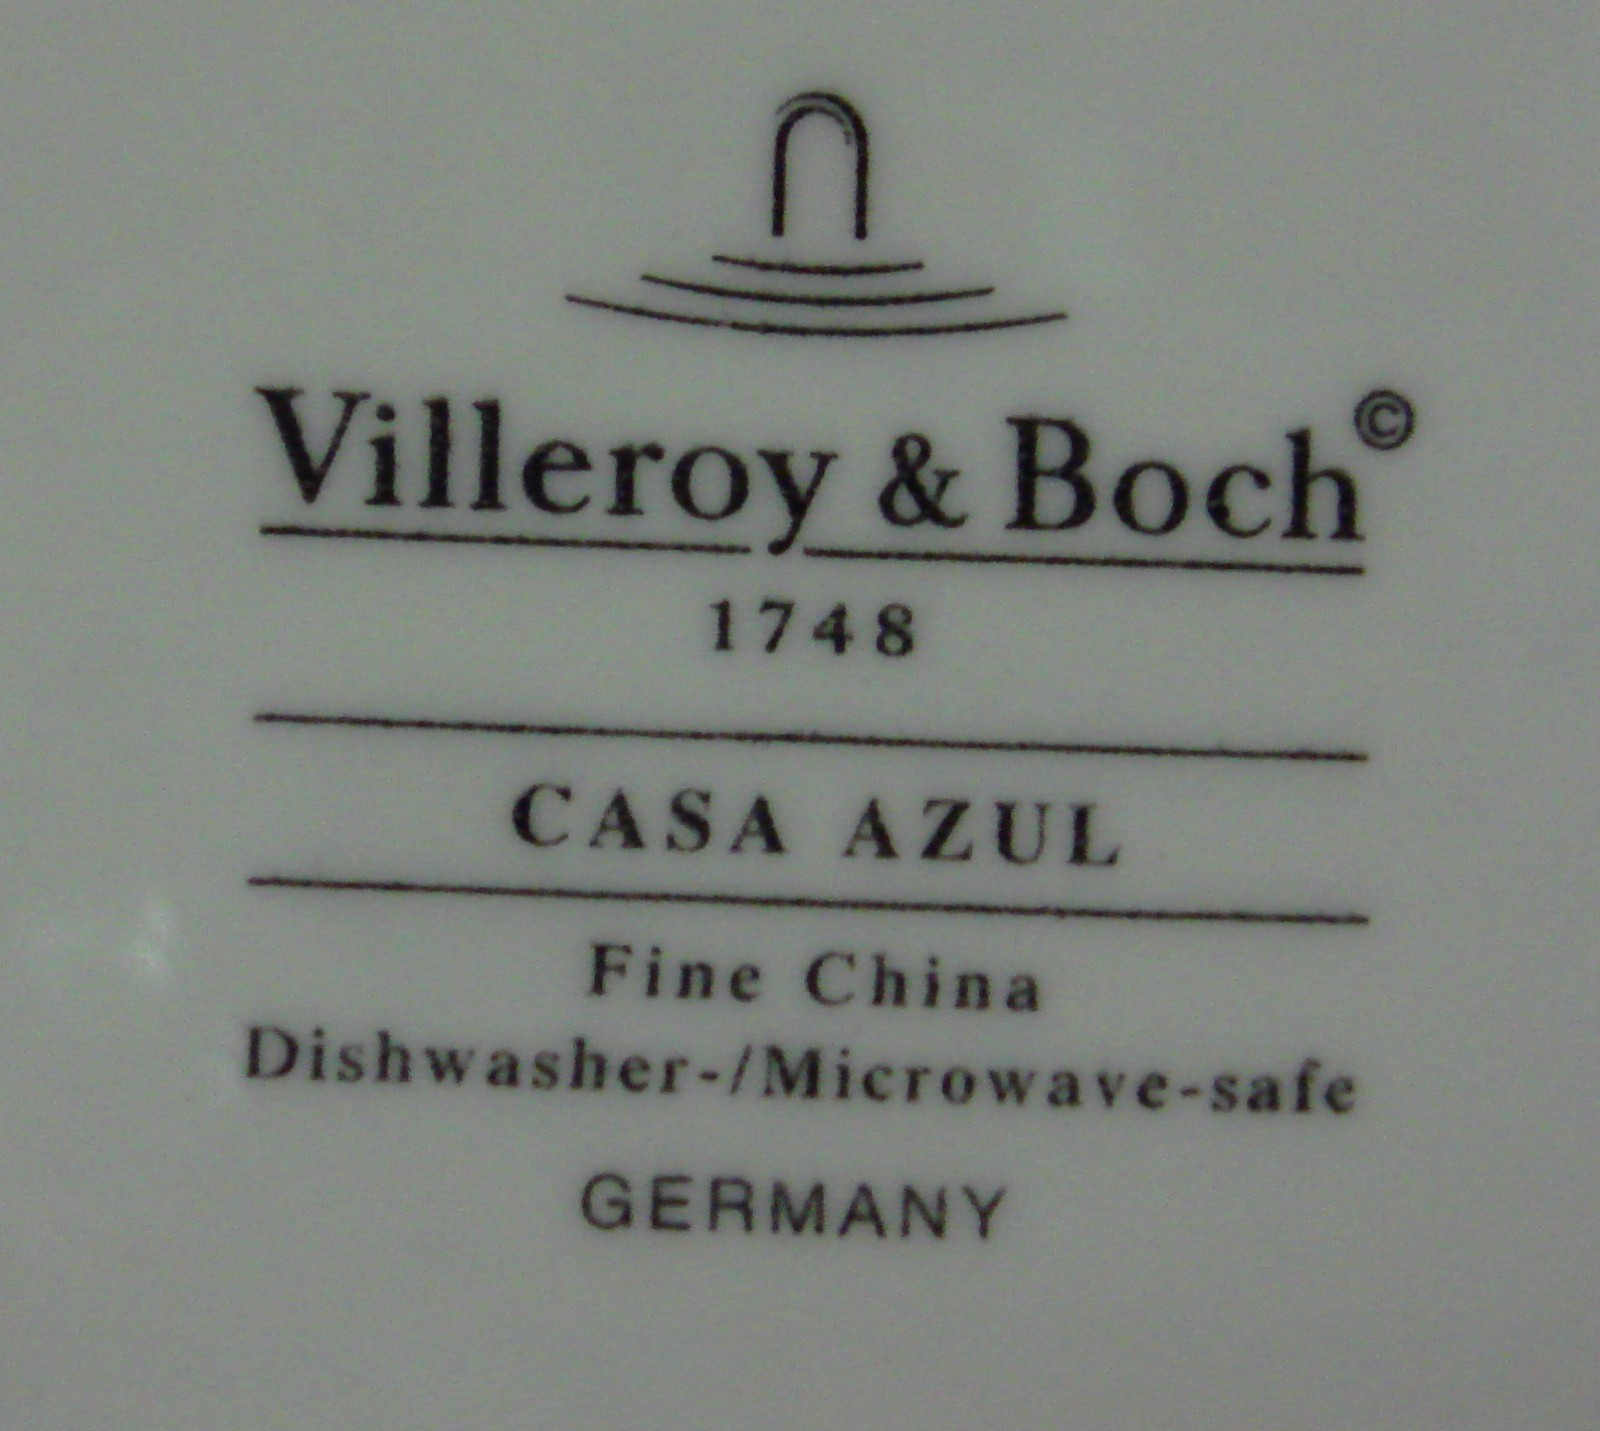 Villeroy & Boch©
1748
CASA AZUL
Fine China
Dishwasher-/Microwave-safe
GERMANY